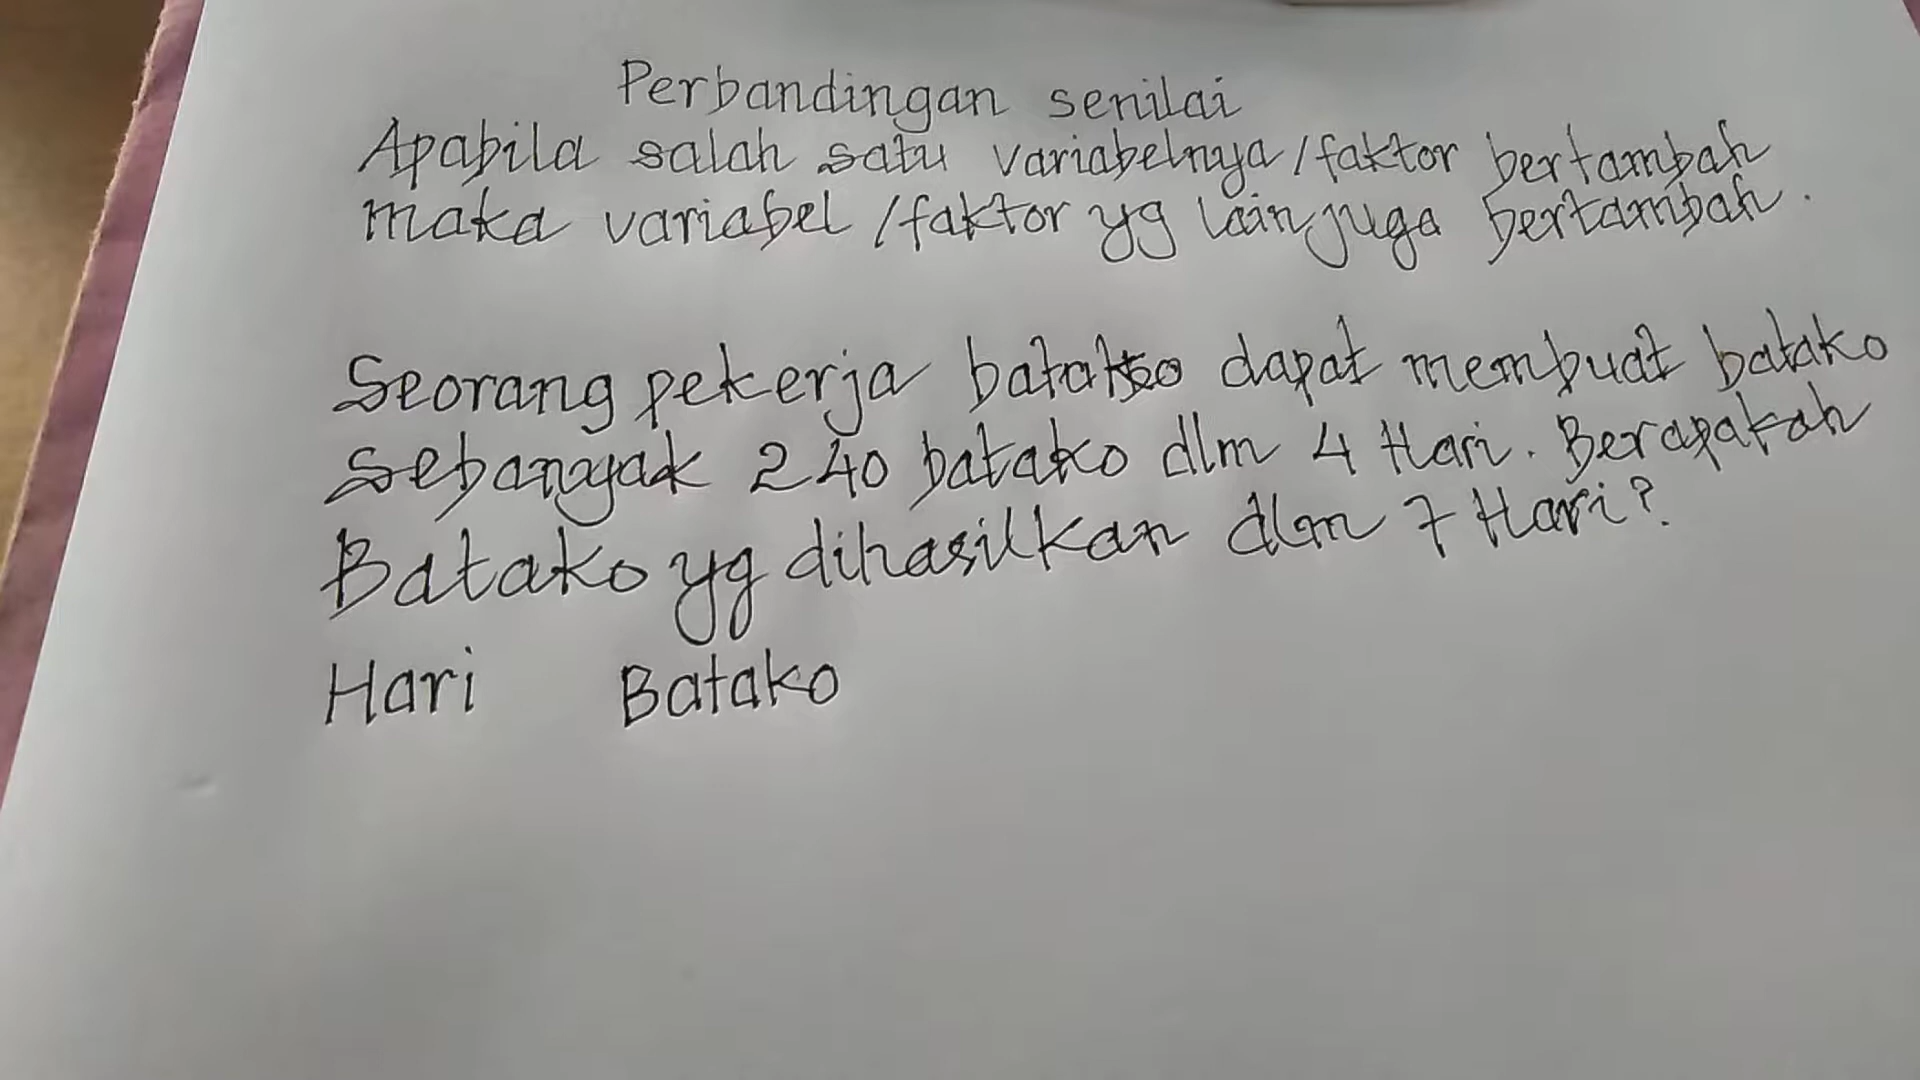 Perbandingan senilai
Apabila salah satu variabelnya/faktor bertambah
maka variabel/faktor yg lain juga bertambah.
Seorang pekerja batako dapat membuat batako
Sebanyak 240 batako dlm 4 Hari. Berapakah
Batako yg dihasilkan dlm 7 Hari?
Hari Batako